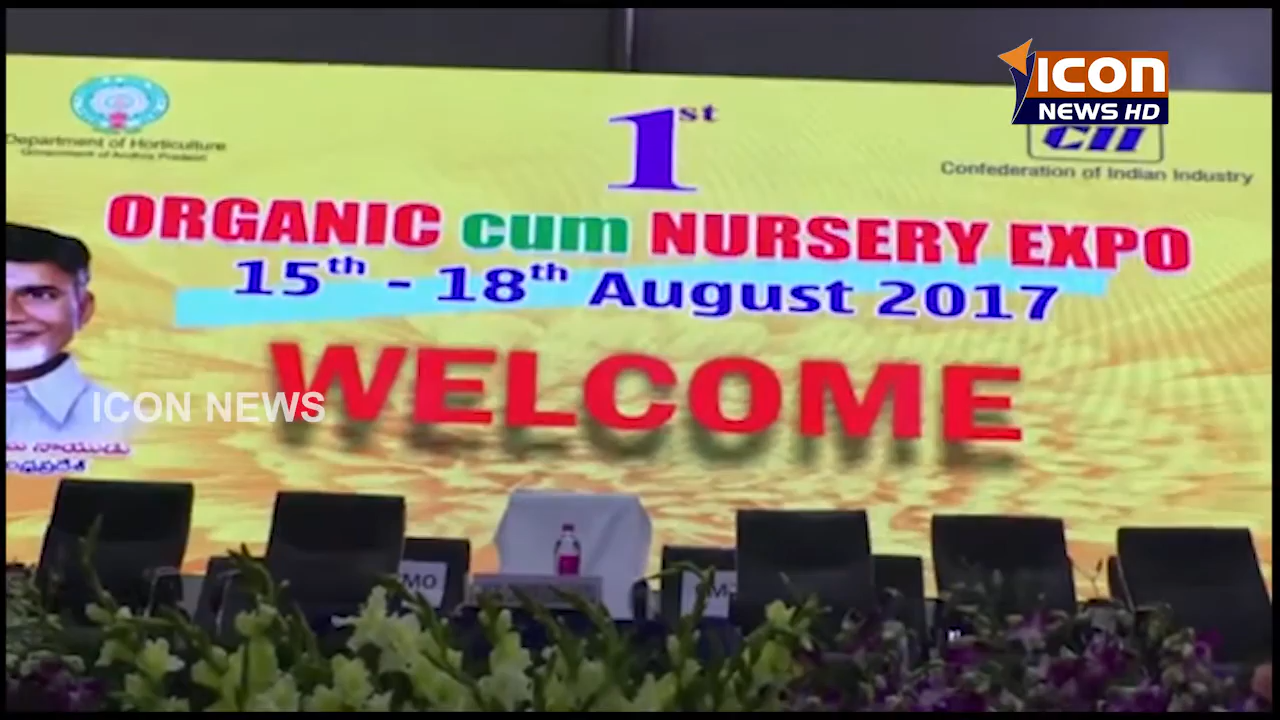 ICON
NEWS HD
1st
CII
Department of Horticulture
Government of Andhra Pradesh
Confederation of Indian Industry
ORGANIC cum NURSERY EXPO
15th - 18th August 2017
WELCOME
ICON NEWS
నాయుడు
CMO